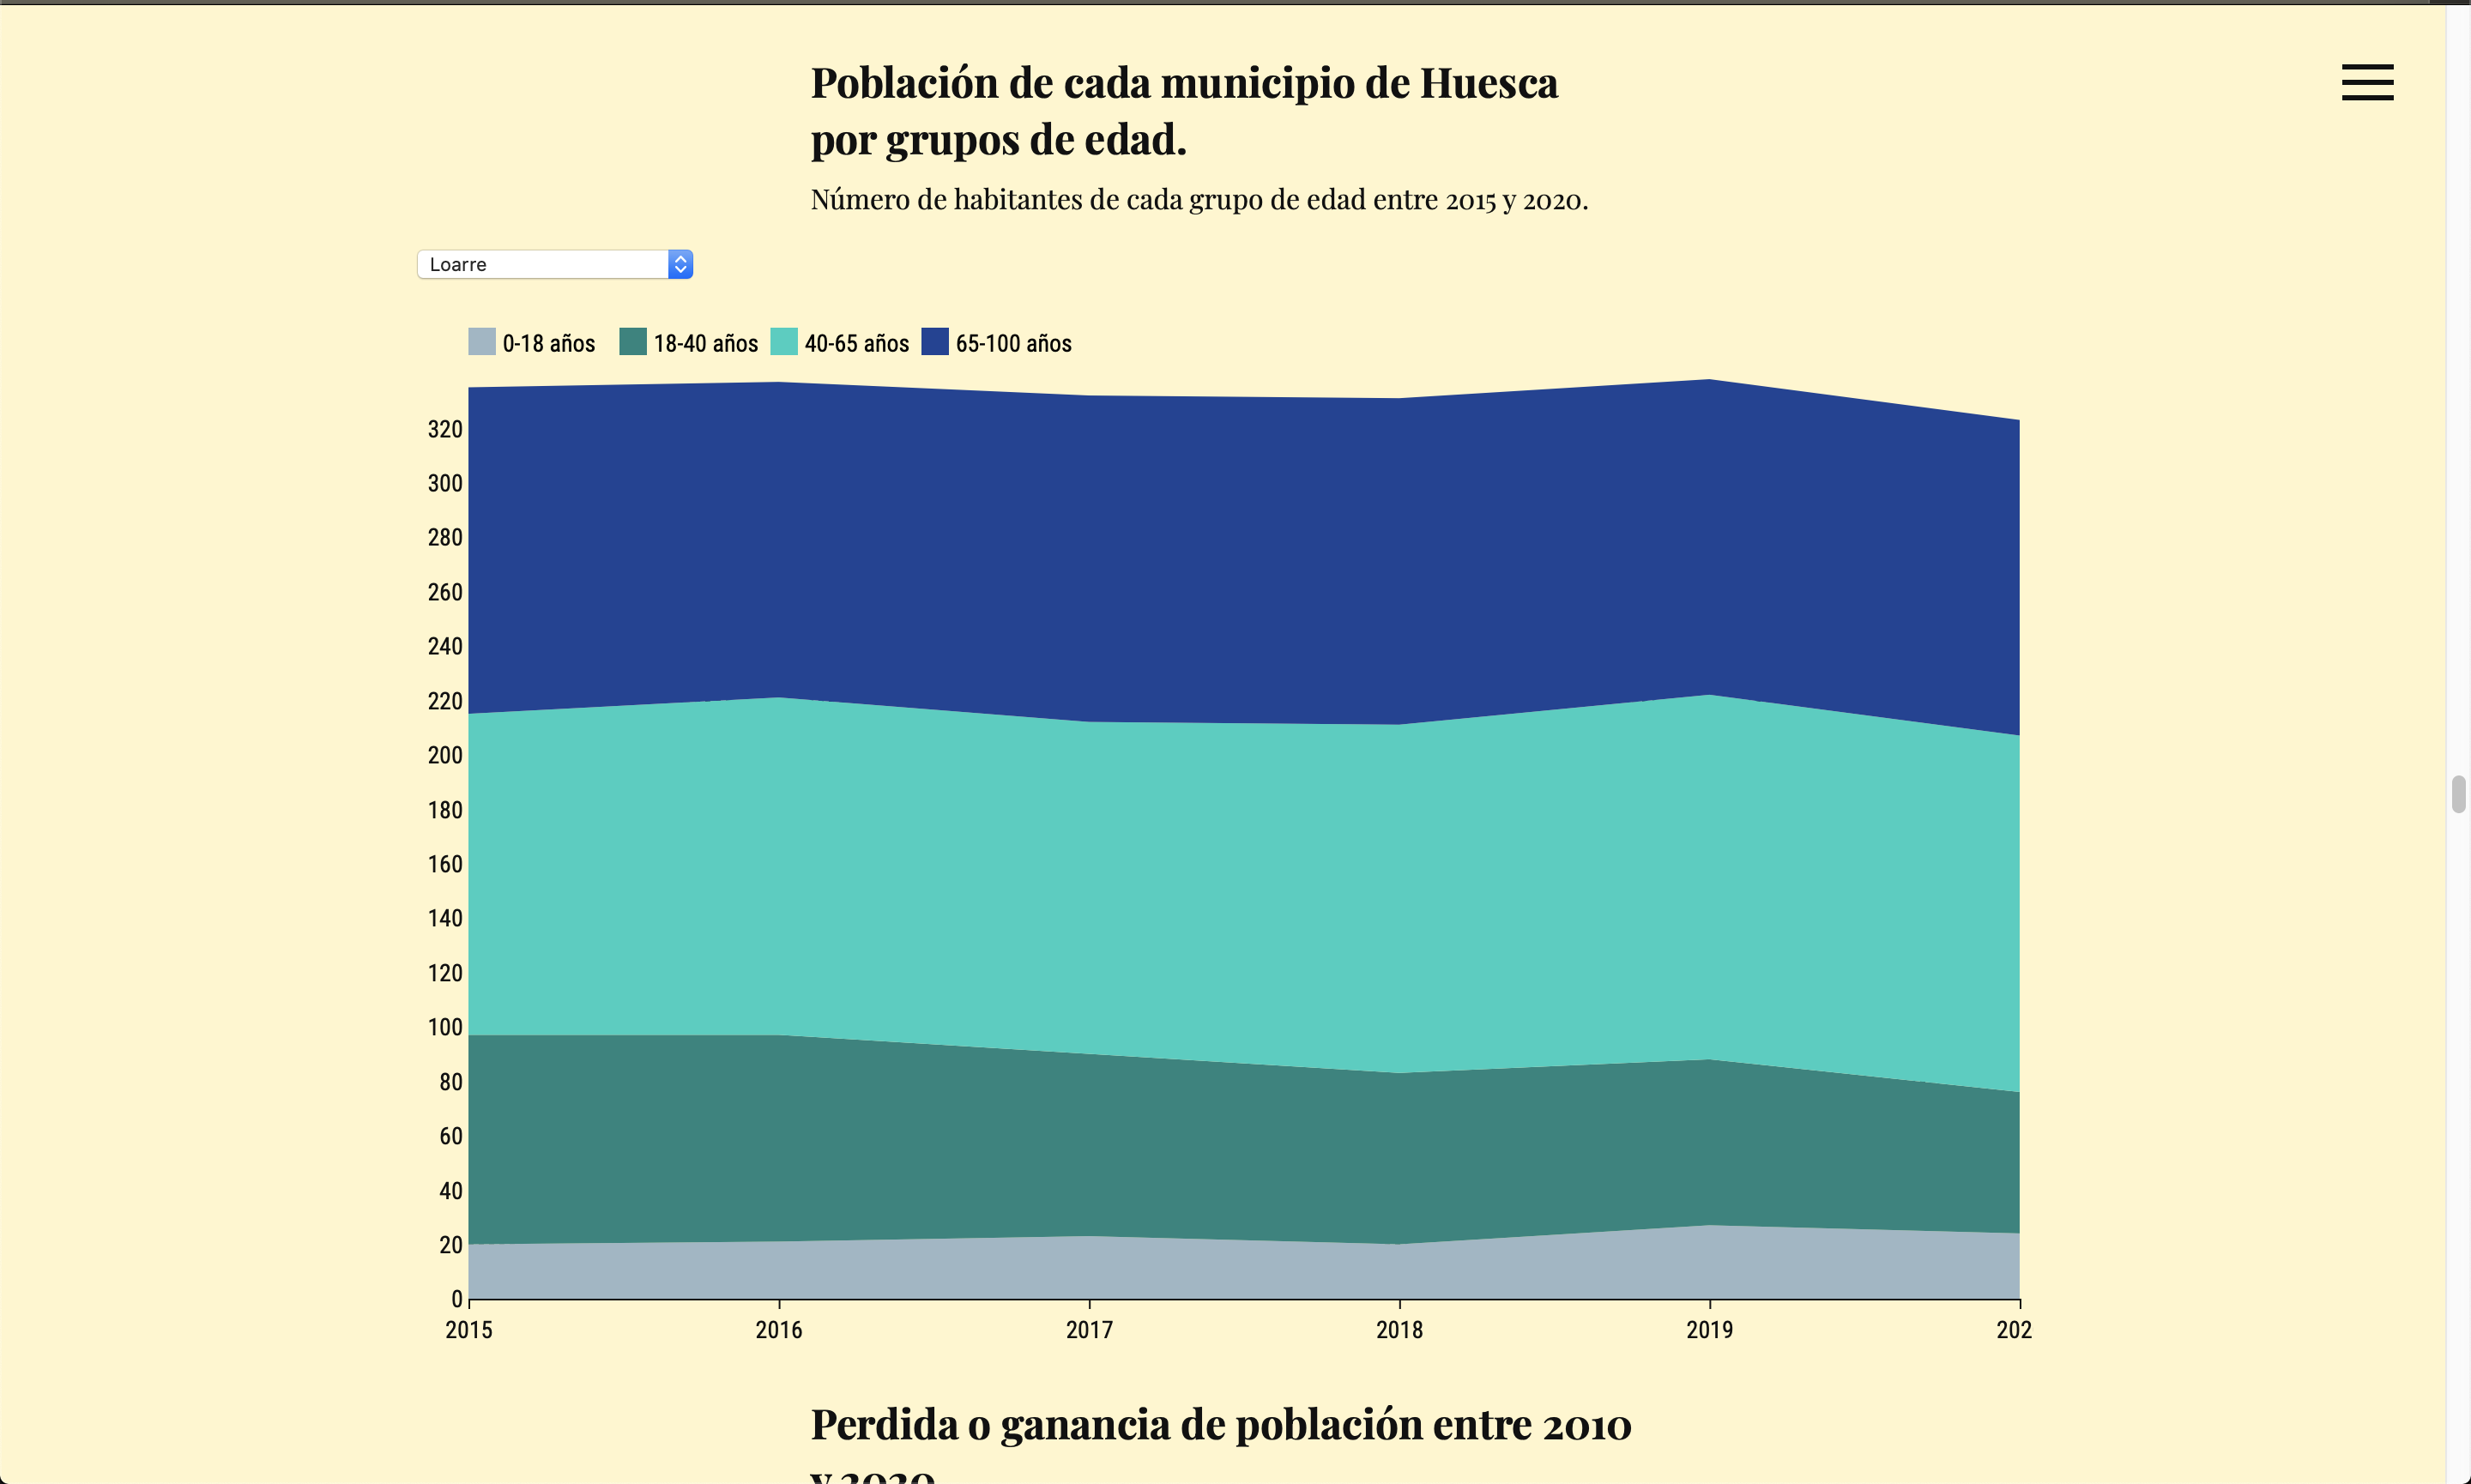 Población de cada municipio de Huesca
por grupos de edad.
Número de habitantes de cada grupo de edad entre 2015 y 2020.
Loarre
0-18 años 18-40 años 40-65 años 65-100 años
320
300
280
260
240
220
200
180
160
140
120
100
80
60
40
20
0
2015 2016 2017 2018 2019 202
Perdida o ganancia de población entre 2010
y 2020